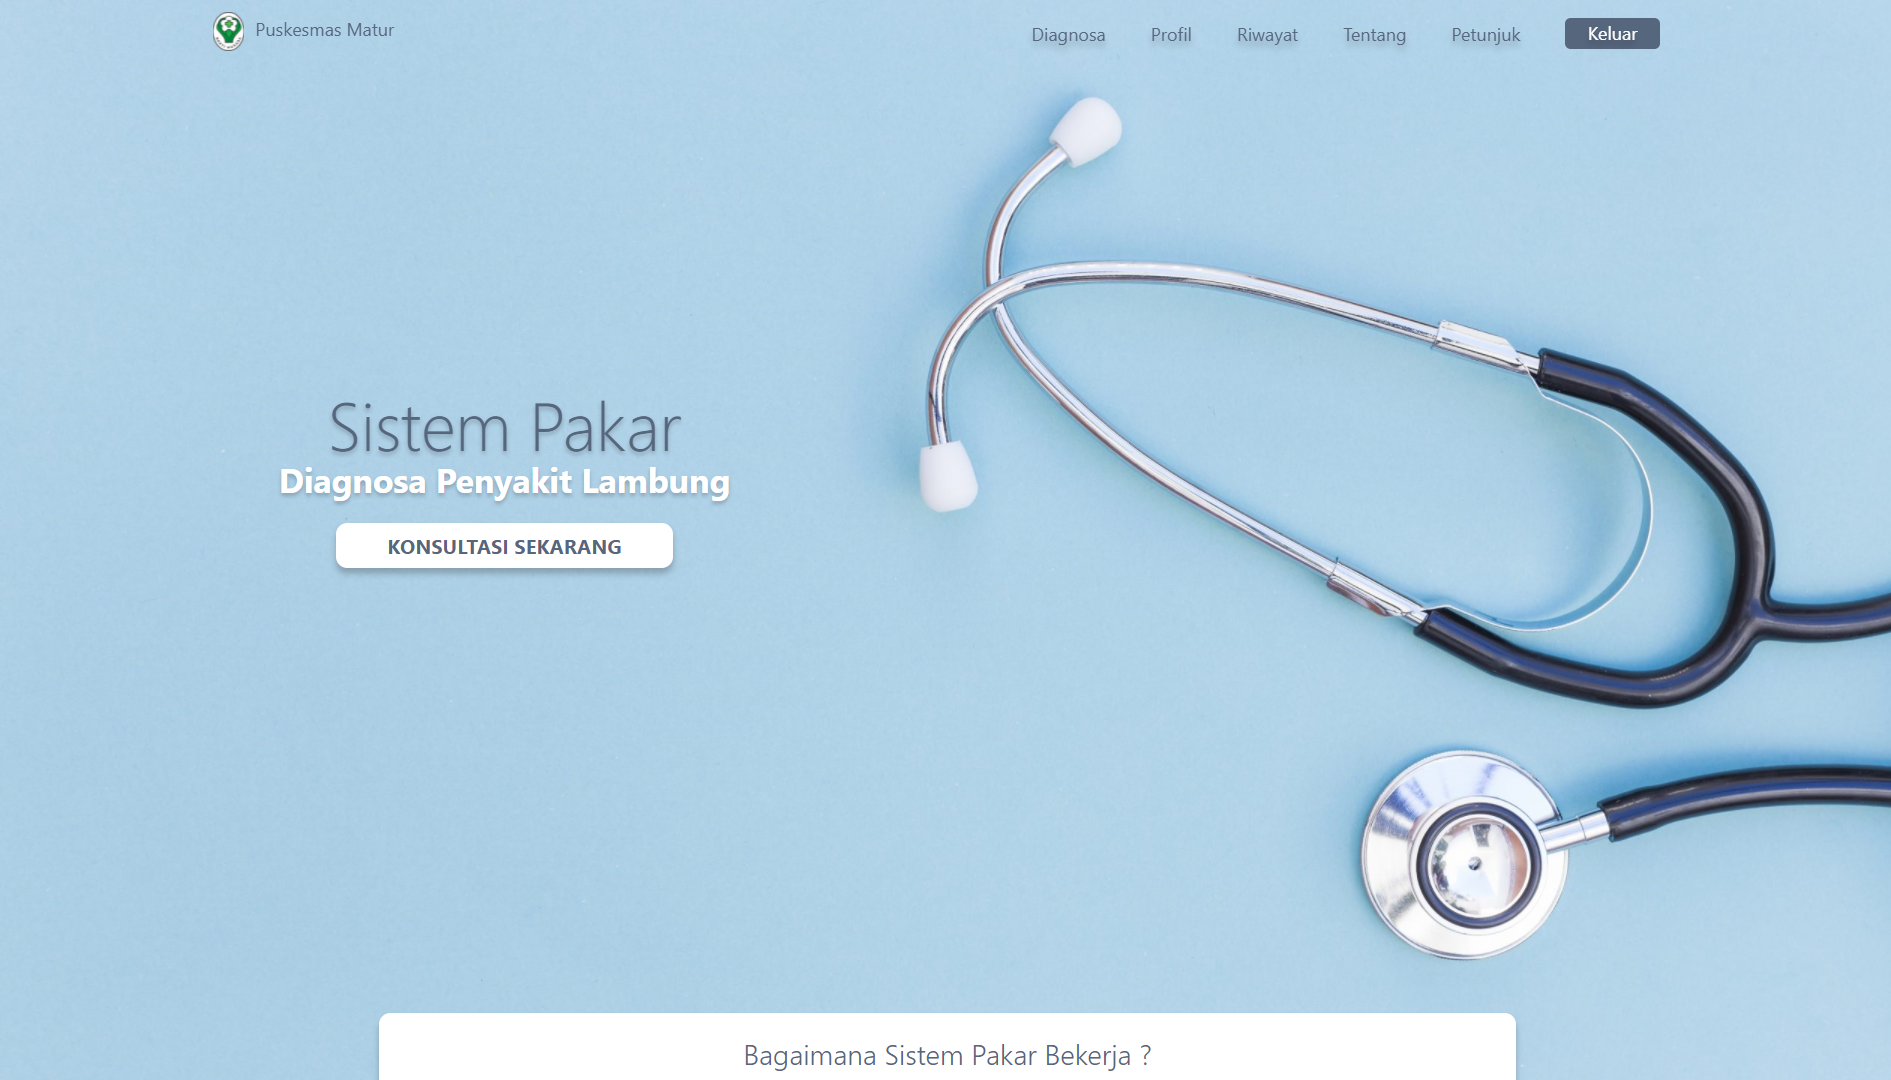 Puskesmas Matur
Diagnosa
Profil
Riwayat
Tentang
Petunjuk
Keluar
Sistem Pakar
Diagnosa Penyakit Lambung
KONSULTASI SEKARANG
Bagaimana Sistem Pakar Bekerja ?